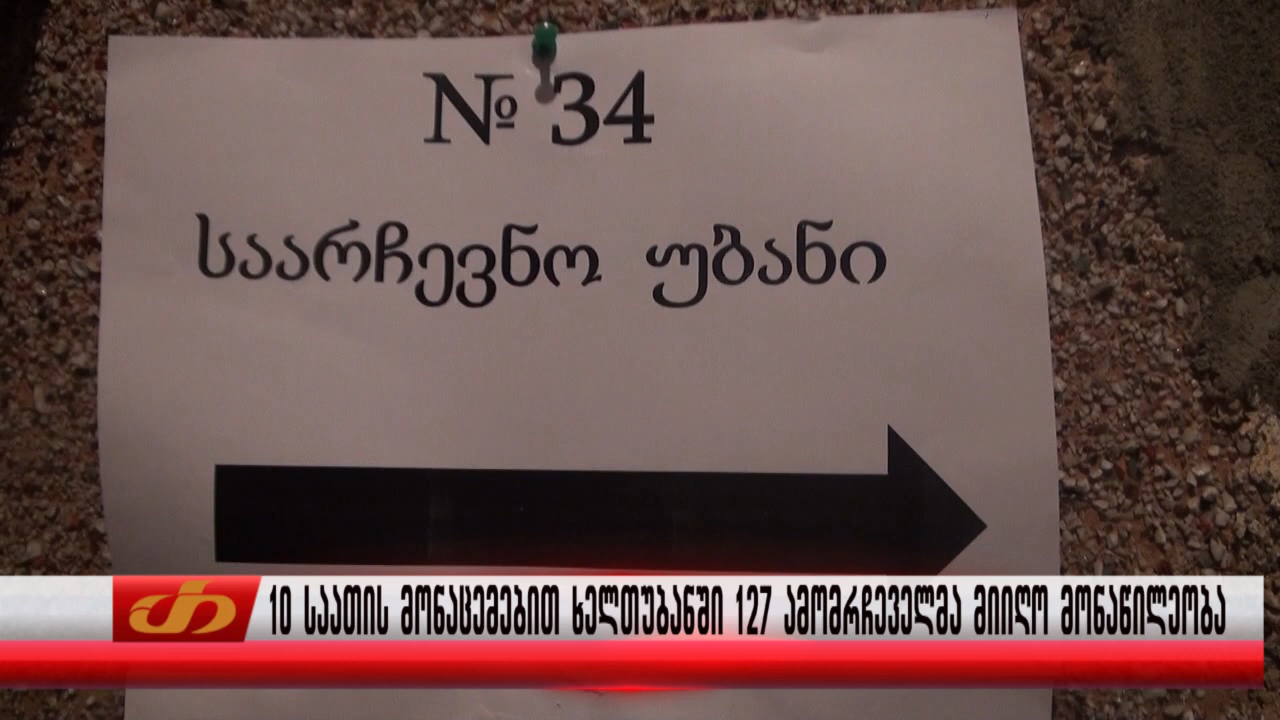 № 34
საარჩევნო უბანი
10 საათის მონაცემებით ხელთუბანში 127 ამომრჩეველმა მიიღო მონაწილეობა